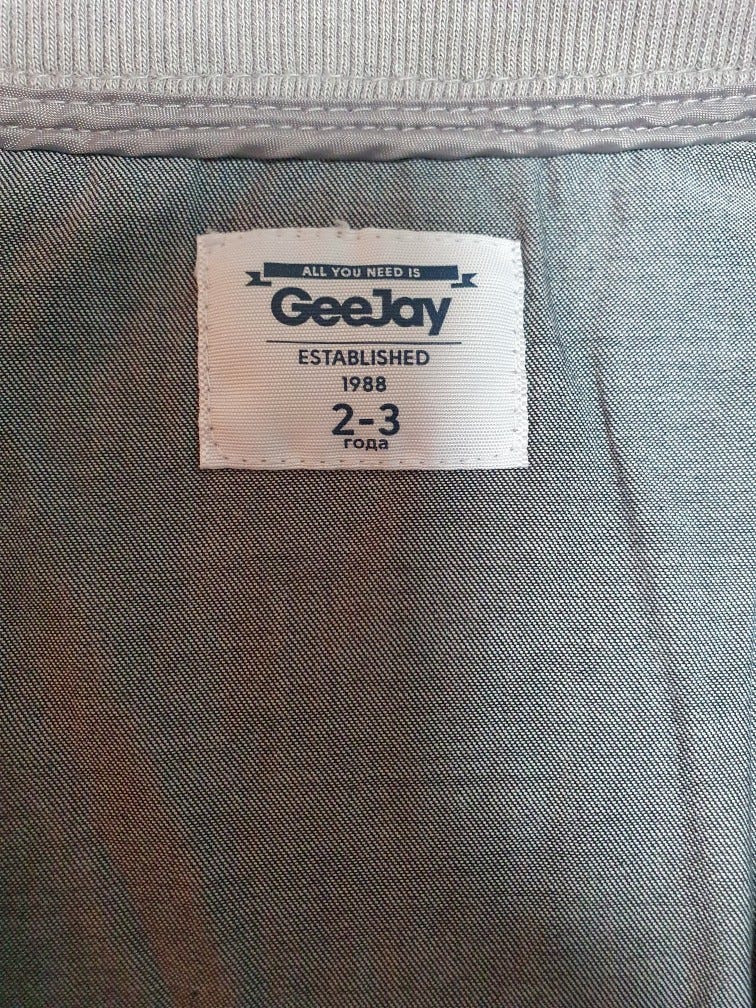 ALL YOU NEED IS
GeeJay
ESTABLISHED
1988
2-3
года